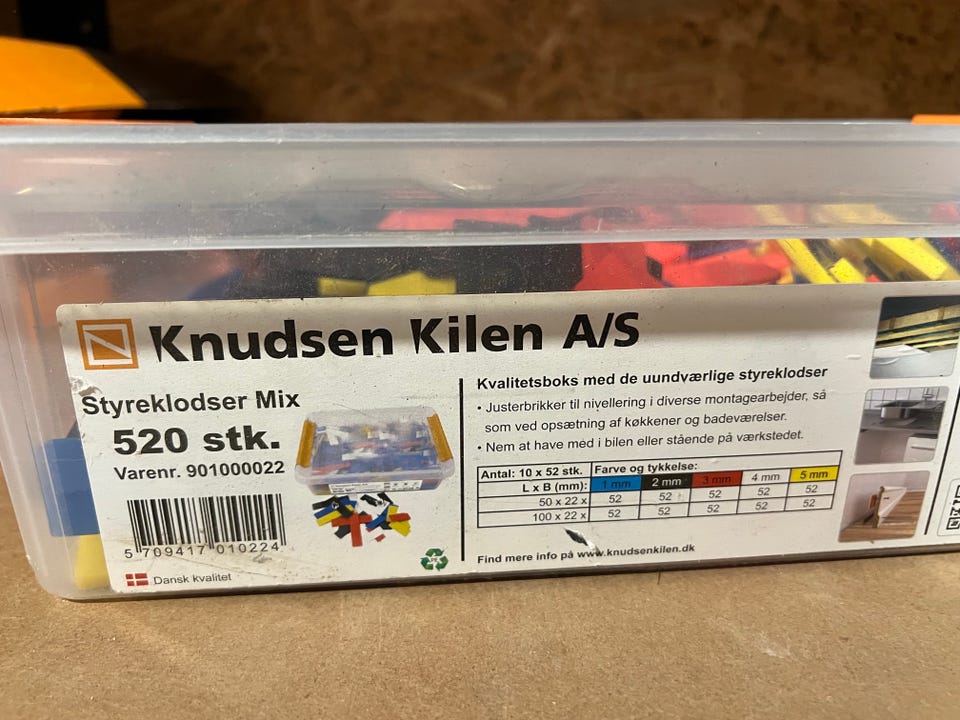 Knudsen Kilen A/S
Styreklodser Mix
520 stk.
Varenr. 901000022
5 709417 010224
Dansk kvalitet
Kvalitetsboks med de uundværlige styreklodser
• Justerbrikker til nivellering i diverse montagearbejder, så
som ved opsætning af køkkener og badeværelser.
• Nem at have med i bilen eller stående på værkstedet.
Antal: 10 x 52 stk. Farve og tykkelse:
L x B (mm): 1 mm 2 mm 3 mm 4 mm 5 mm
50 x 22 x 52 52 52 52 52
100 x 22 x 52 52 52 52 52
Find mere info på www.knudsenkilen.dk